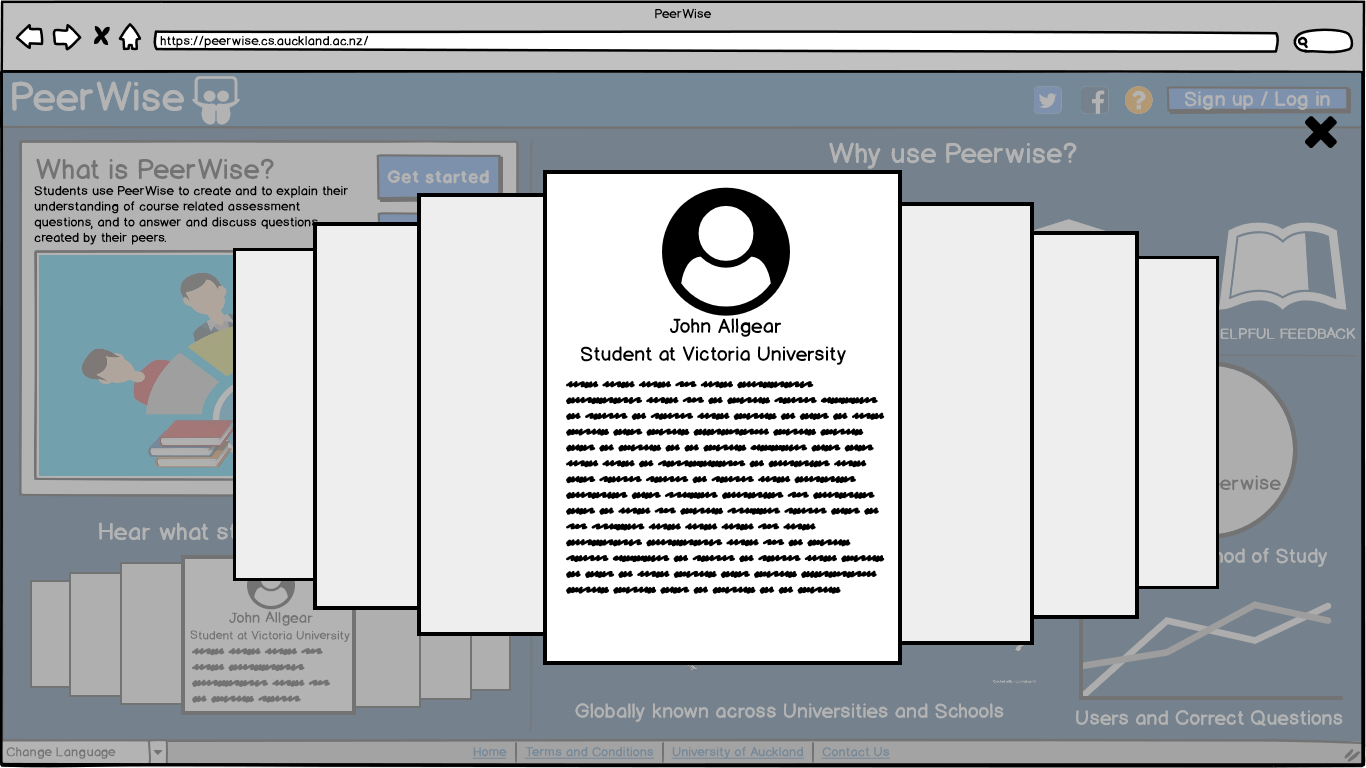 PeerWise
https://peerwise.cs.auckland.ac.nz/
PeerWise
Sign up / Log in
What is PeerWise?
Get started
Students use PeerWise to create and to explain their
understanding of course related assessment
questions, and to answer and discuss questions
created by their peers.
Why use Peerwise?
John Allgear
Student at Victoria University
ELPFUL FEEDBACK
erwise
Hear what st
od of Study
John Allgear
Student at Victoria University
Globally known across Universities and Schools
Users and Correct Questions
Change Language
Home
Terms and Conditions
University of Auckland
Contact Us